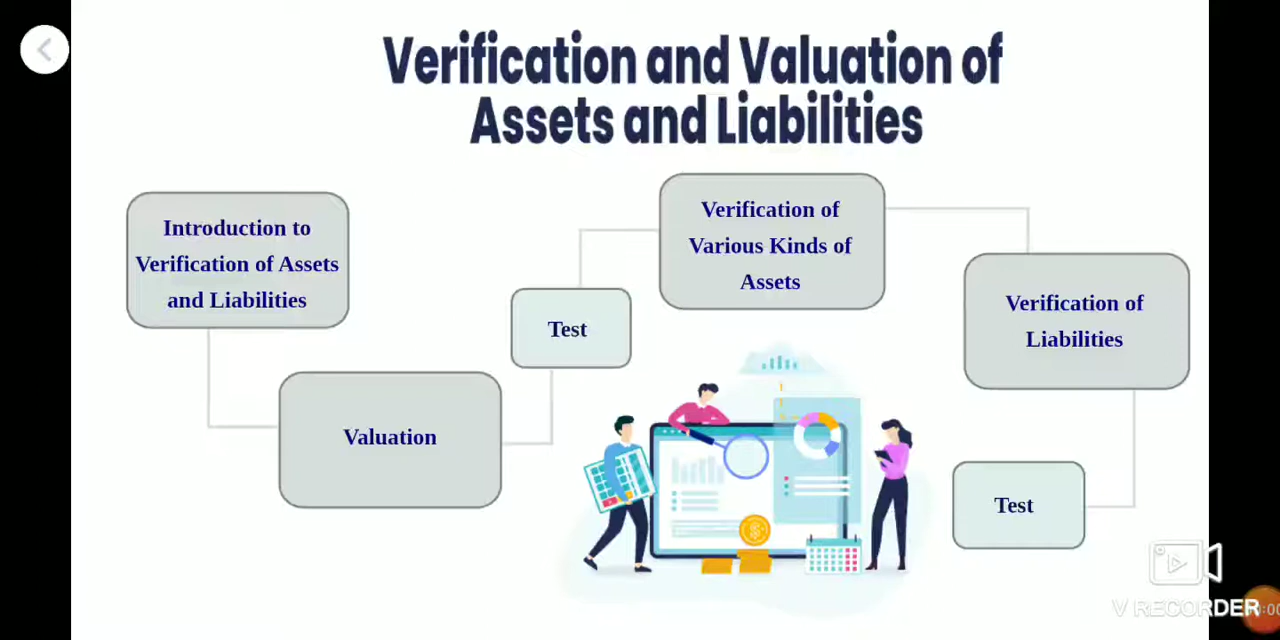 Verification and Valuation of
Assets and Liabilities
Introduction to
Verification of Assets
and Liabilities
Valuation
Test
Verification of
Various Kinds of
Assets
Verification of
Liabilities
Test
V RECORDER